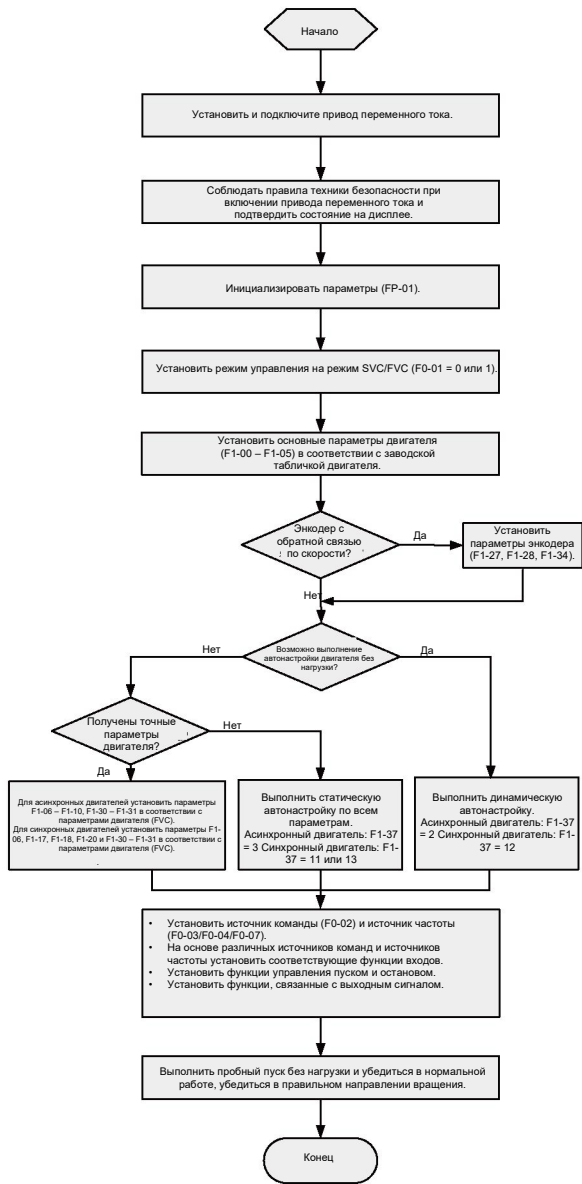 Начало
Установить и подключите привод переменного тока.
Соблюдать правила техники безопасности при
включении привода переменного тока и
подтвердить состояние на дисплее.
Инициализировать параметры (FP-01).
Установить режим управления на режим SVC/FVC (F0-01 = 0 или 1).
Установить основные параметры двигателя
(F1-00 – F1-05) в соответствии с заводской
табличкой двигателя.
Энкодер с
обратной связью
по скорости?
Да
Установить
параметры энкодера
(F1-27, F1-28, F1-34).
Нет
Возможно выполнение
автонастройки двигателя без
нагрузки?
Нет
Да
Получены точные
параметры
двигателя?
Нет
Да
Для асинхронных двигателей установить параметры
F1-06 – F1-10, F1-30 – F1-31 в соответствии с
параметрами двигателя (FVC).
Для синхронных двигателей установить параметры F1-
06, F1-17, F1-18, F1-20 и F1-30 – F1-31 в соответствии с
параметрами двигателя (FVC).
.
Выполнить статическую
автонастройку по всем
параметрам.
Асинхронный двигатель: F1-37
= 3 Синхронный двигатель: F1-
37 = 11 или 13
Выполнить динамическую
автонастройку.
Асинхронный двигатель: F1-37
= 2 Синхронный двигатель: F1-
37 = 12
• Установить источник команды (F0-02) и источник частоты
(F0-03/F0-04/F0-07).
• На основе различных источников команд и источников
частоты установить соответствующие функции входов.
• Установить функции управления пуском и остановом.
• Установить функции, связанные с выходным сигналом.
Выполнить пробный пуск без нагрузки и убедиться в нормальной
работе, убедиться в правильном направлении вращения.
Конец